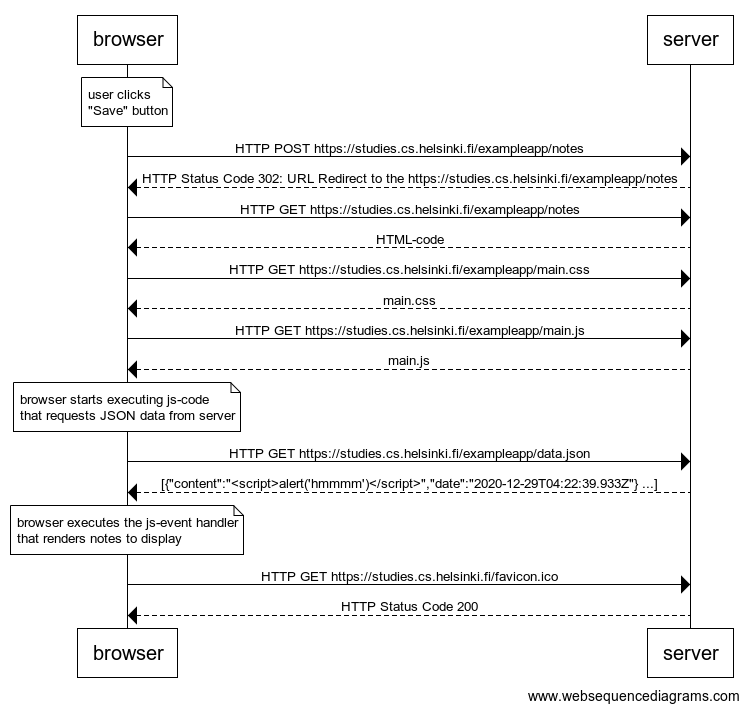 browser server
user clicks
"Save" button
HTTP POST https://studies.cs.helsinki.fi/exampleapp/notes
HTTP Status Code 302: URL Redirect to the https://studies.cs.helsinki.fi/exampleapp/notes
HTTP GET https://studies.cs.helsinki.fi/exampleapp/notes
HTML-code
HTTP GET https://studies.cs.helsinki.fi/exampleapp/main.css
main.css
HTTP GET https://studies.cs.helsinki.fi/exampleapp/main.js
main.js
browser starts executing js-code
that requests JSON data from server
HTTP GET https://studies.cs.helsinki.fi/exampleapp/data.json
[{"content":"<script>alert('hmmmm')</script>","date":"2020-12-29T04:22:39.933Z"} ...]
browser executes the js-event handler
that renders notes to display
HTTP GET https://studies.cs.helsinki.fi/favicon.ico
HTTP Status Code 200
browser server
www.websequencediagrams.com